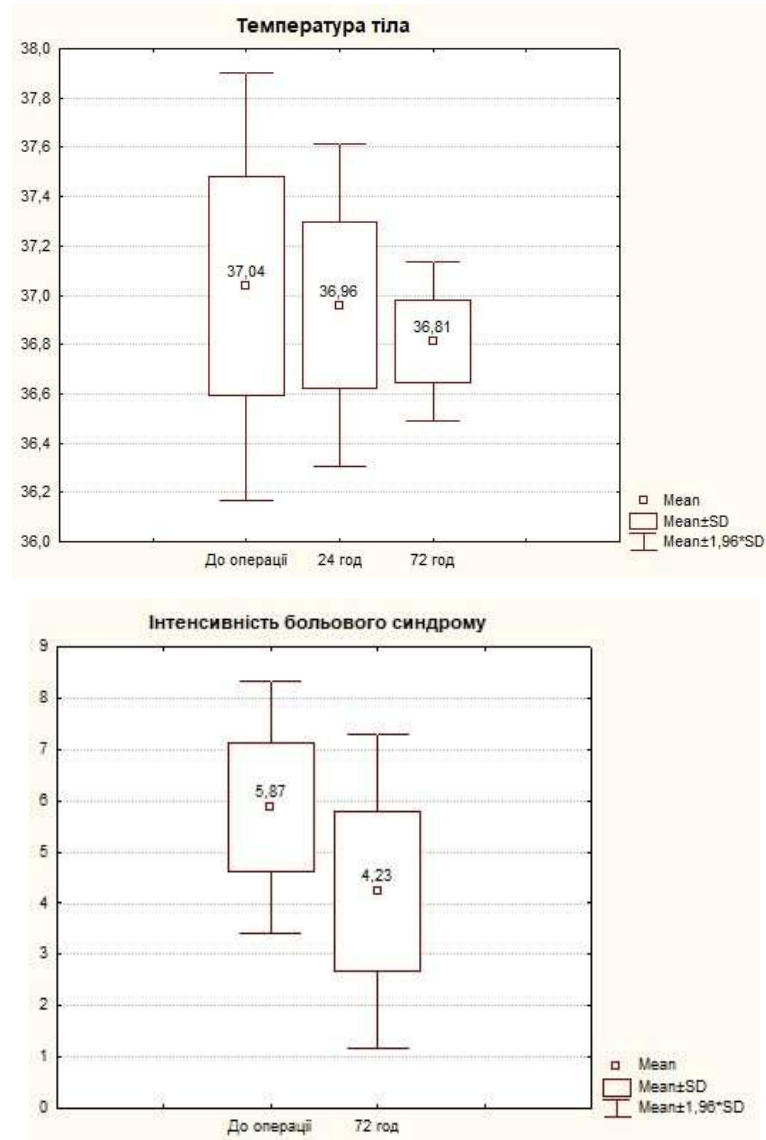 Температура тіла
38,0
37,8
37,6
37,4
37,2
37,0
36,8
36,6
36,4
36,2
36,0
37,04
36,96
36,81
До операції 24 год 72 год
Mean
Mean±SD
Mean±1,96*SD
Інтенсивність больового синдрому
9
8
7
6
5
4
3
2
1
0
5,87
4,23
До операції 72 год
Mean
Mean±SD
Mean±1,96*SD